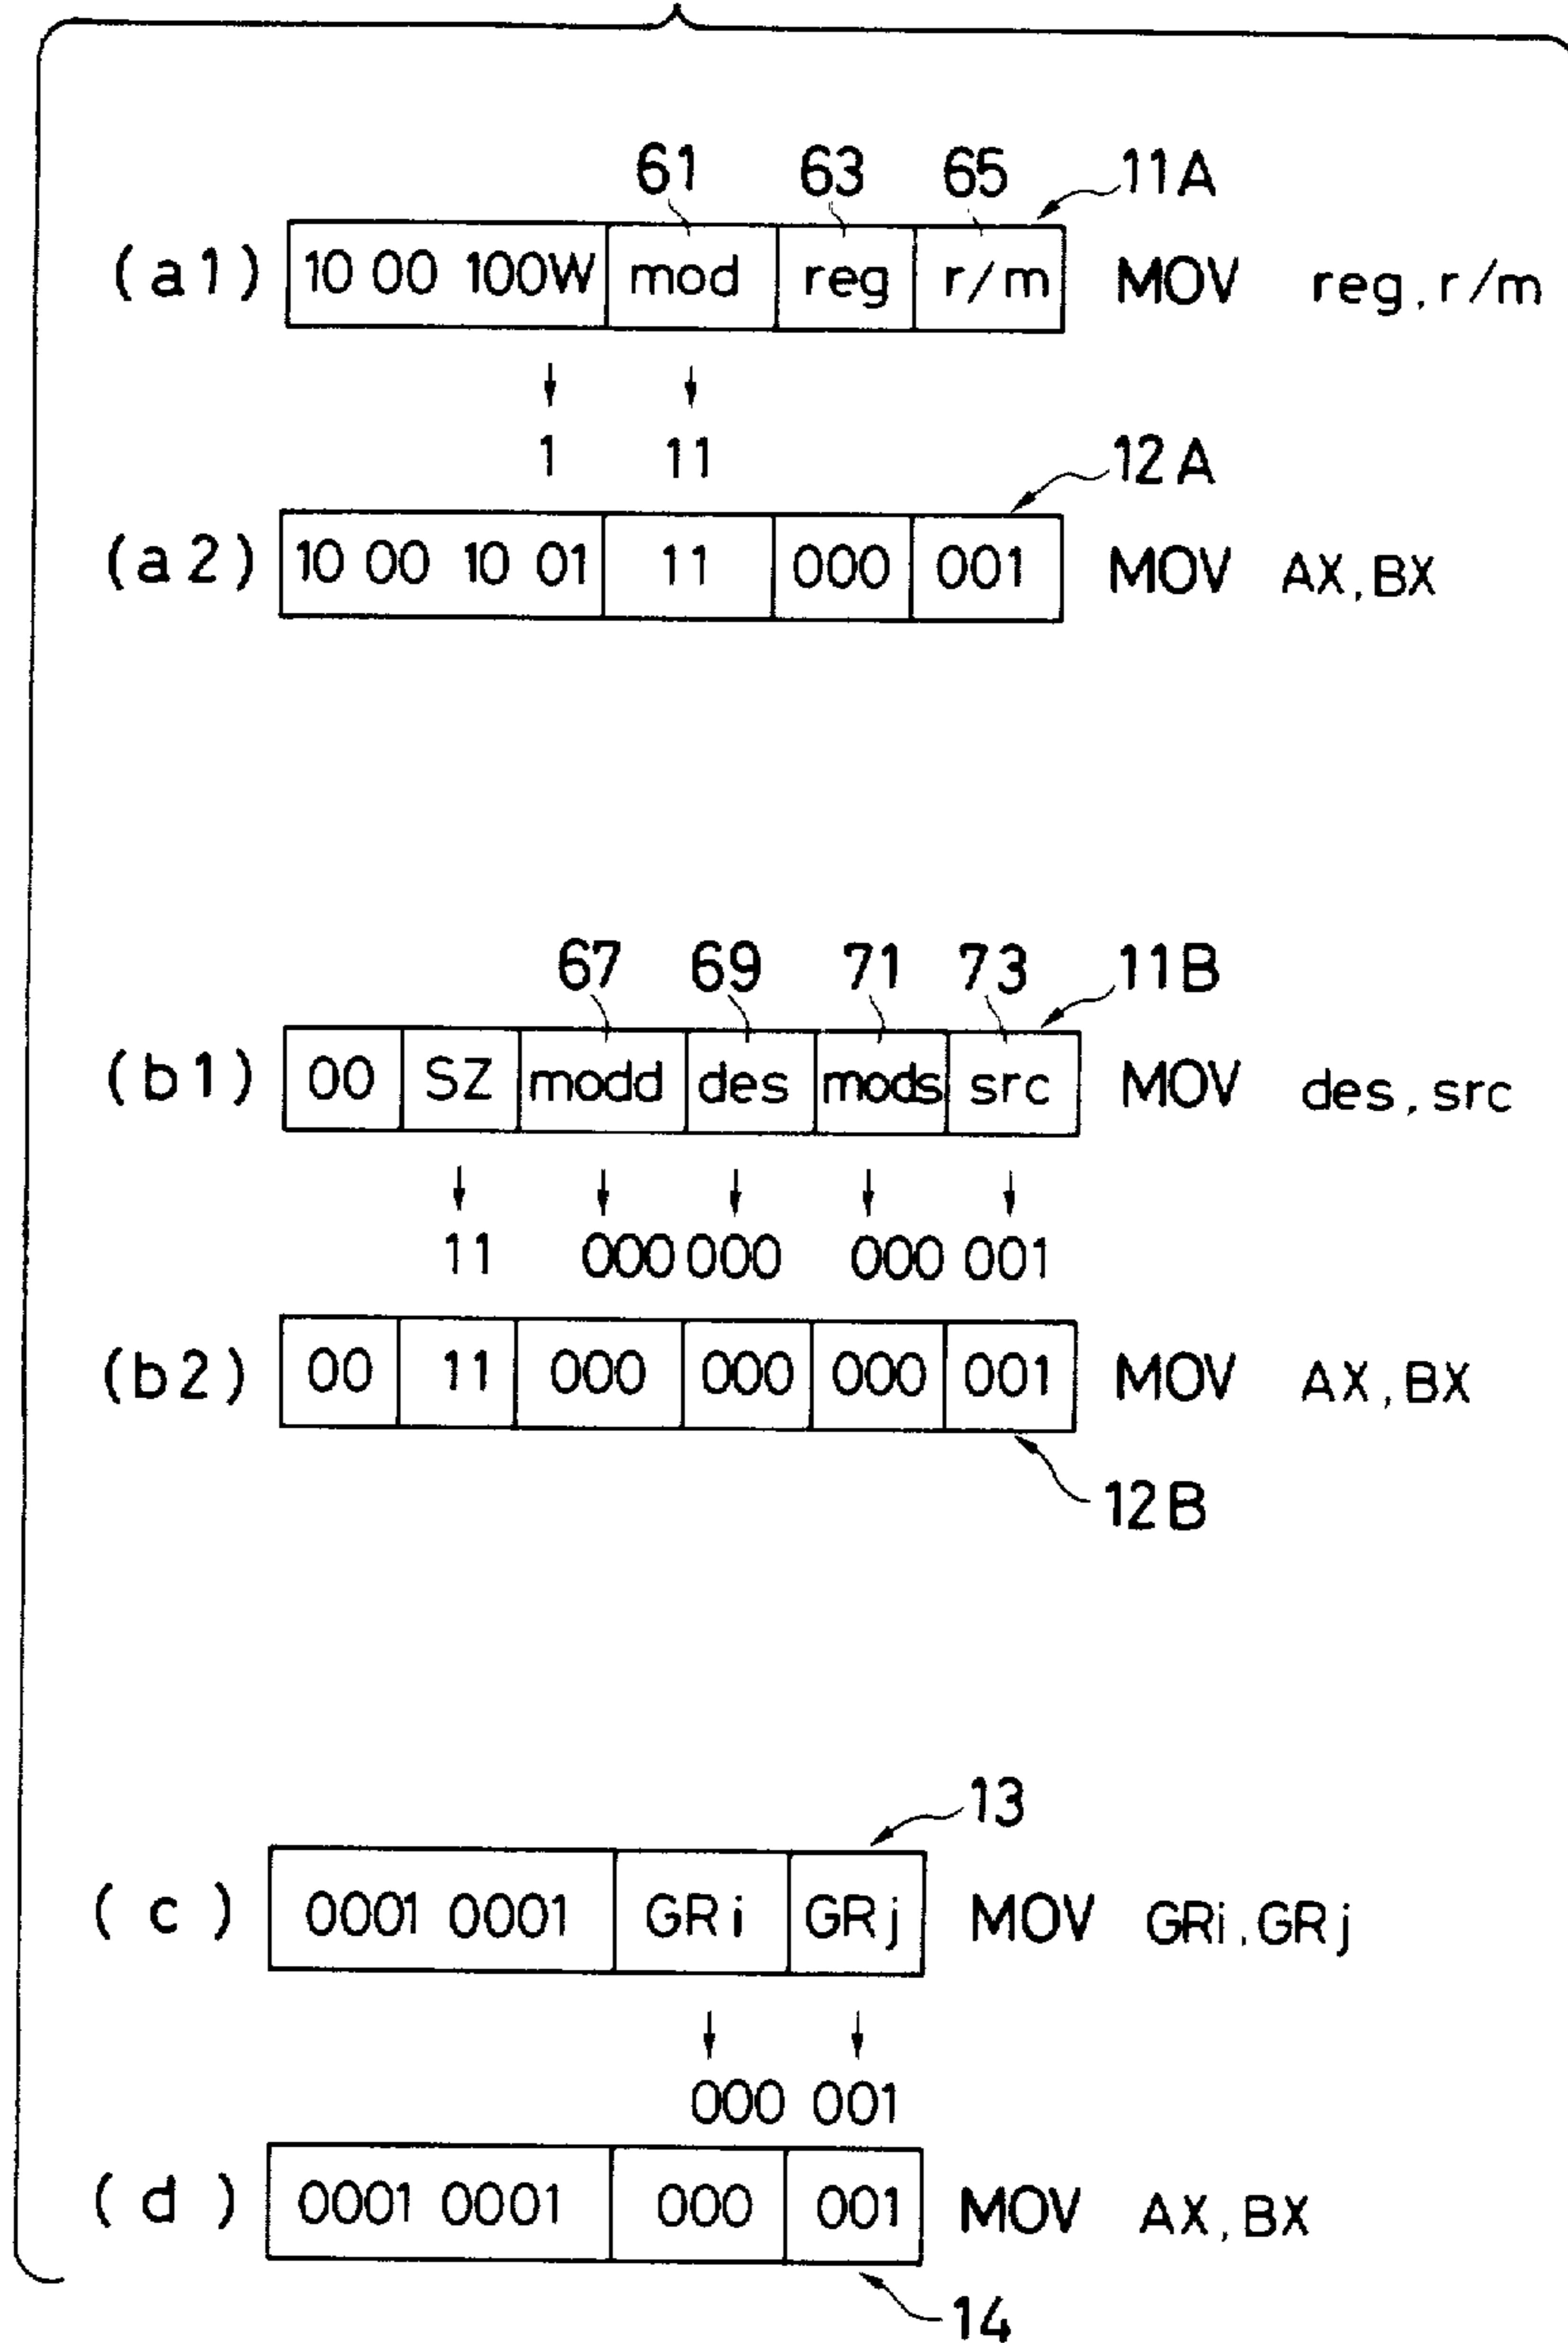 61 63 65 11A
(a1) 10 00 100W mod reg r/m MOV reg,r/m
1 11 12A
(a2) 10 00 10 01 11 000 001 MOV AX,BX
67 69 71 73 11B
(b1) 00 SZ modd des mods src MOV des,src
11 000 000 000 001
(b2) 00 11 000 000 000 001 MOV AX,BX
12B
13
(c) 0001 0001 GRi GRj MOV GRi,GRj
000 001
(d) 0001 0001 000 001 MOV AX,BX
14